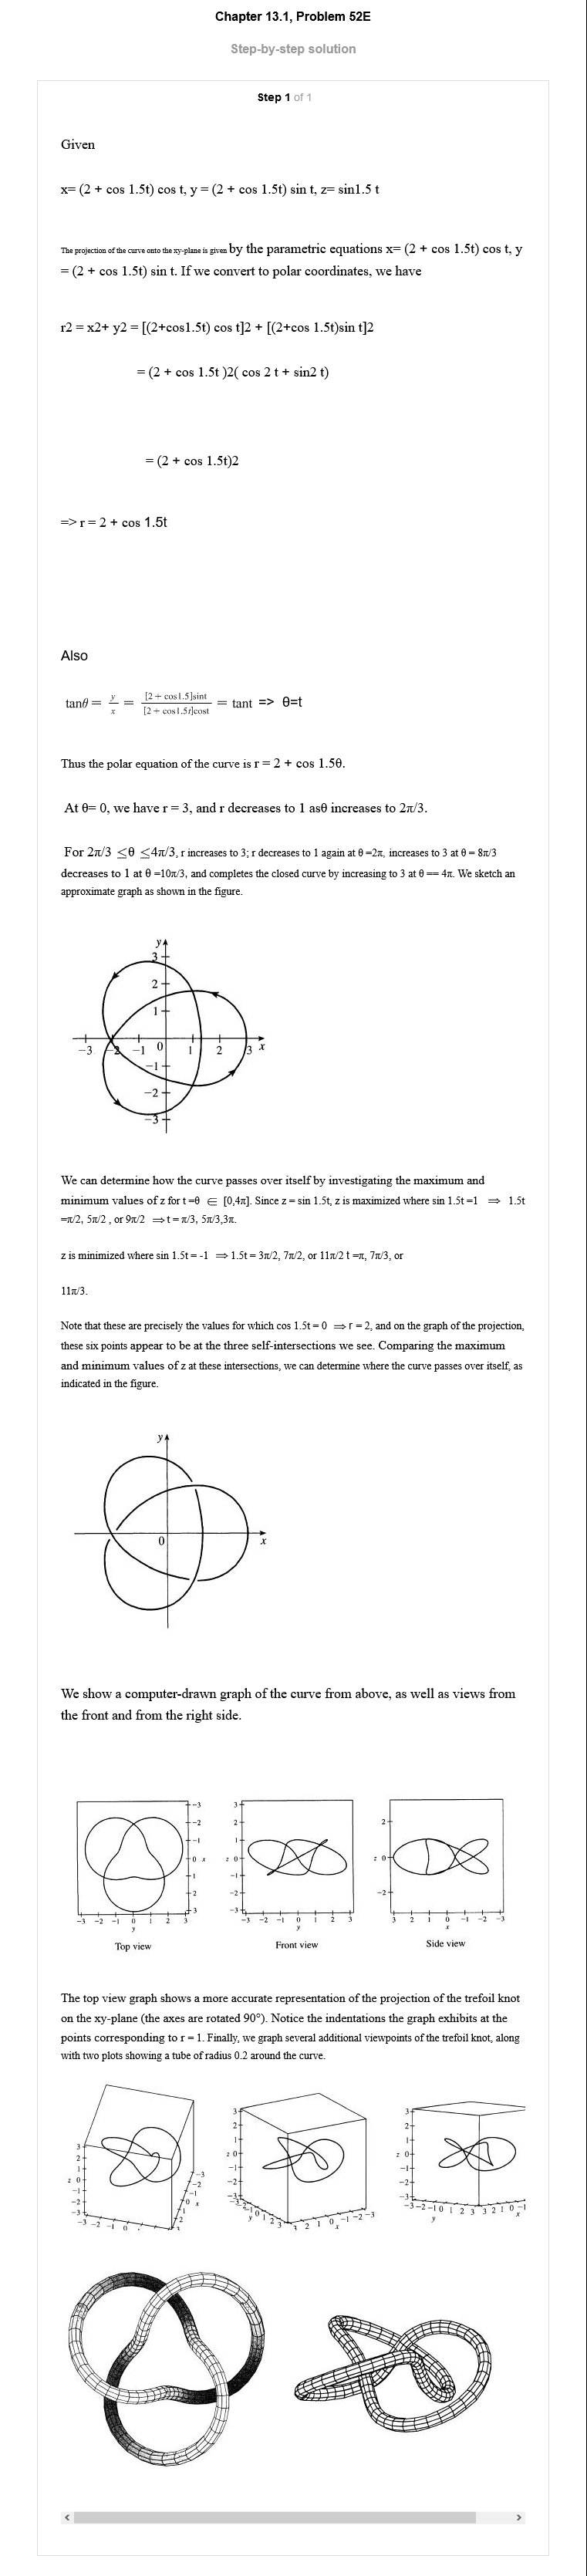 Chapter 13.1, Problem 52E
Step-by-step solution
Step 1 of 1
Given
x= (2 + cos 1.5t) cos t, y = (2 + cos 1.5t) sin t, z= sin1.5 t
The projection of the curve onto the xy-plane is given by the parametric equations x= (2 + cos 1.5t) cos t, y
= (2 + cos 1.5t) sin t. If we convert to polar coordinates, we have
r2 = x2+ y2 = [(2+cos1.5t) cos t]2 + [(2+cos 1.5t)sin t]2
= (2 + cos 1.5t )2( cos 2 t + sin2 t)
= (2 + cos 1.5t)2
=> r = 2 + cos 1.5t
Also
tanθ = y/x = [2 + cos1.5]sint / [2 + cos1.5t]cost = tant => θ=t
Thus the polar equation of the curve is r = 2 + cos 1.5θ.
At θ= 0, we have r = 3, and r decreases to 1 asθ increases to 2π/3.
For 2π/3 ≤θ ≤4π/3, r increases to 3; r decreases to 1 again at θ =2π, increases to 3 at θ = 8π/3
decreases to 1 at θ =10π/3, and completes the closed curve by increasing to 3 at θ == 4π. We sketch an
approximate graph as shown in the figure.
y
3
2
1
-3 -2 -1 0 1 2 3 x
-1
-2
-3
We can determine how the curve passes over itself by investigating the maximum and
minimum values of z for t =θ ∈ [0,4π]. Since z = sin 1.5t, z is maximized where sin 1.5t =1 ⟹ 1.5t
=π/2, 5π/2 , or 9π/2 ⟹t = π/3, 5π/3,3π.
z is minimized where sin 1.5t = -1 ⟹1.5t = 3π/2, 7π/2, or 11π/2 t =π, 7π/3, or
11π/3.
Note that these are precisely the values for which cos 1.5t = 0 ⟹r = 2, and on the graph of the projection,
these six points appear to be at the three self-intersections we see. Comparing the maximum
and minimum values of z at these intersections, we can determine where the curve passes over itself, as
indicated in the figure.
y
0
x
We show a computer-drawn graph of the curve from above, as well as views from
the front and from the right side.
-3
-2
-1
0 x
1
2
3
-3 -2 -1 0 1 2 3
y
Top view
3
2
1
z 0
-1
-2
-3
-3 -2 -1 0 1 2 3
y
Front view
2
z 0
-2
3 2 1 0 -1 -2 -3
x
Side view
The top view graph shows a more accurate representation of the projection of the trefoil knot
on the xy-plane (the axes are rotated 90°). Notice the indentations the graph exhibits at the
points corresponding to r = 1. Finally, we graph several additional viewpoints of the trefoil knot, along
with two plots showing a tube of radius 0.2 around the curve.
3
2
1
z 0
-1
-2
-3
-3 -2 -1 0
-3
-2
-1
0 x
1
2
3
2
1
z 0
-1
-2
-3
y 0 1 2 3
2 1 0 -1 -2 -3
x
3
2
1
z 0
-1
-2
-3
-3 -2 -1 0 1 2 3 3 2 1 0 -1
y
x